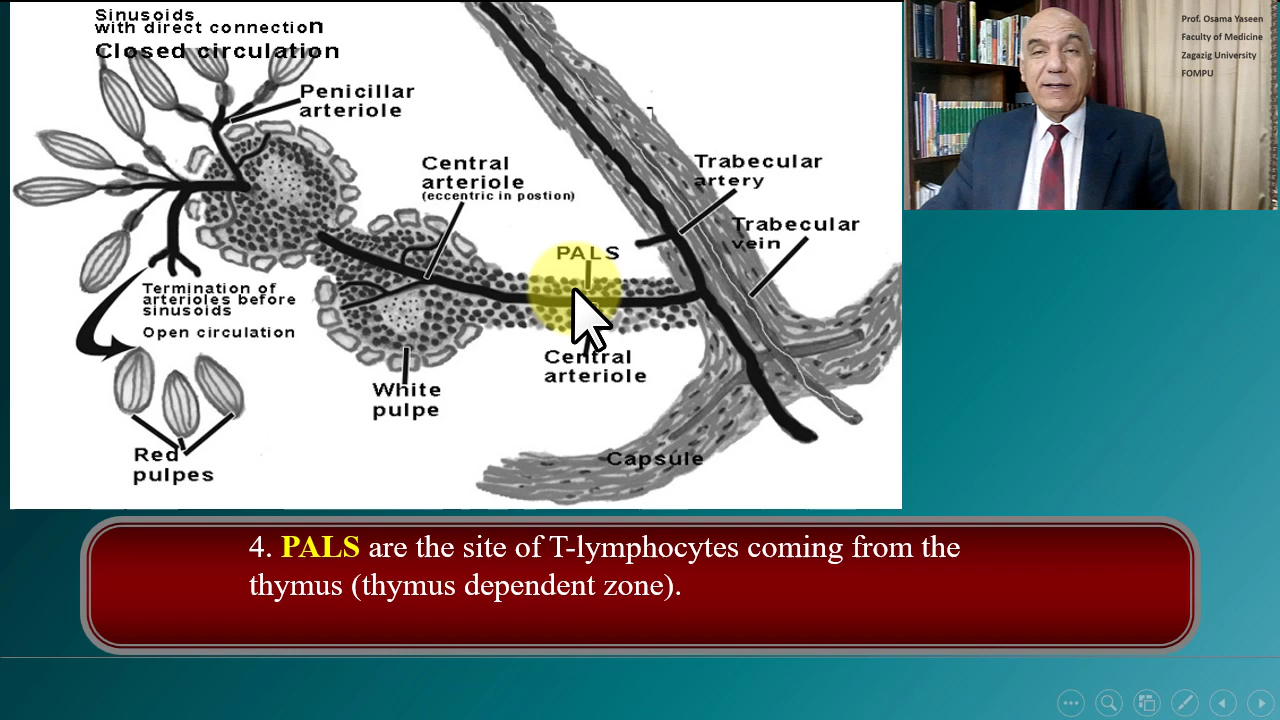 Sinusoids
with direct connection
Closed circulation
Penicillar
arteriole
Central
arteriole
(eccentric in postion)
Trabecular
artery
Trabecular
vein
PALS
Termination of
arterioles before
sinusoids
Open circulation
Central
arteriole
White
pulpe
Red
pulpes
Capsule
Prof. Osama Yaseen
Faculty of Medicine
Zagazig University
FOMPU
4. PALS are the site of T-lymphocytes coming from the
thymus (thymus dependent zone).